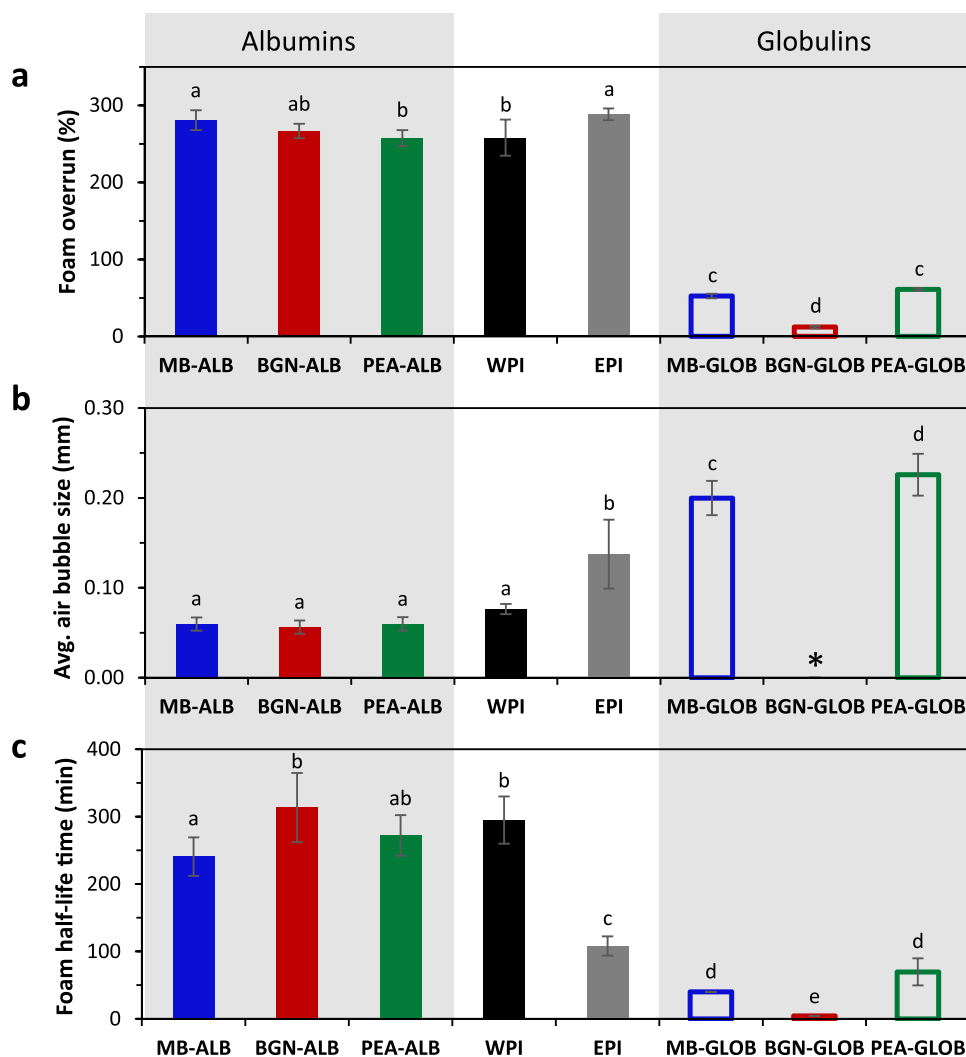 Albumins Globulins
a
Foam overrun (%)
300
200
100
0
a ab b b a c d c
MB-ALB BGN-ALB PEA-ALB WPI EPI MB-GLOB BGN-GLOB PEA-GLOB
b
Avg. air bubble size (mm)
0.30
0.20
0.10
0.00
a a a a b c * d
MB-ALB BGN-ALB PEA-ALB WPI EPI MB-GLOB BGN-GLOB PEA-GLOB
c
Foam half-life time (min)
400
300
200
100
0
a b ab b c d e d
MB-ALB BGN-ALB PEA-ALB WPI EPI MB-GLOB BGN-GLOB PEA-GLOB